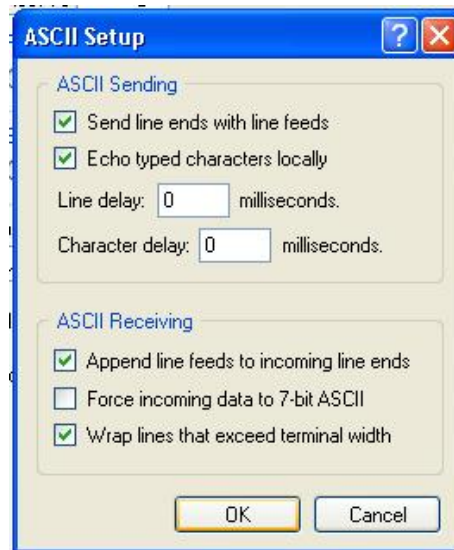 ASCII Setup
ASCII Sending
Send line ends with line feeds
Echo typed characters locally
Line delay: 0 milliseconds.
Character delay: 0 milliseconds.
ASCII Receiving
Append line feeds to incoming line ends
Force incoming data to 7-bit ASCII
Wrap lines that exceed terminal width
OK Cancel